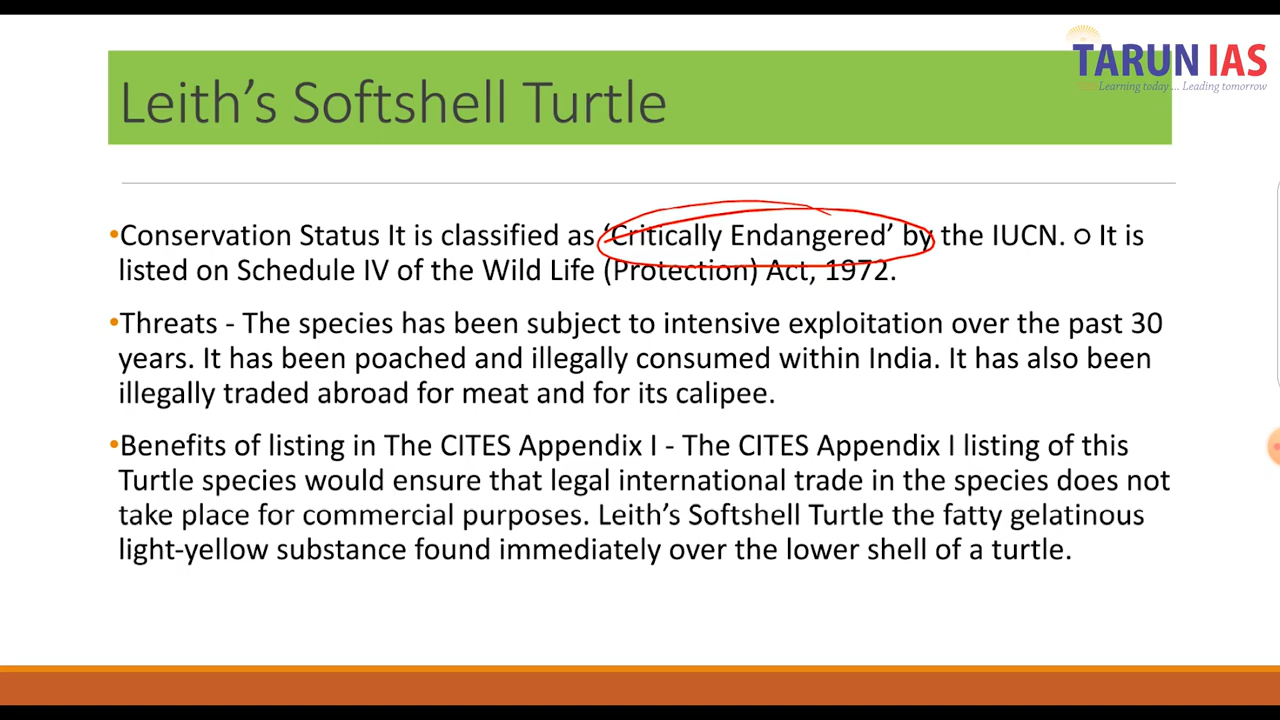 TARUN IAS
Learning today ... Leading tomorrow
Leith's Softshell Turtle
•Conservation Status It is classified as 'Critically Endangered' by the IUCN. ○ It is
listed on Schedule IV of the Wild Life (Protection) Act, 1972.
•Threats - The species has been subject to intensive exploitation over the past 30
years. It has been poached and illegally consumed within India. It has also been
illegally traded abroad for meat and for its calipee.
•Benefits of listing in The CITES Appendix I - The CITES Appendix I listing of this
Turtle species would ensure that legal international trade in the species does not
take place for commercial purposes. Leith's Softshell Turtle the fatty gelatinous
light-yellow substance found immediately over the lower shell of a turtle.